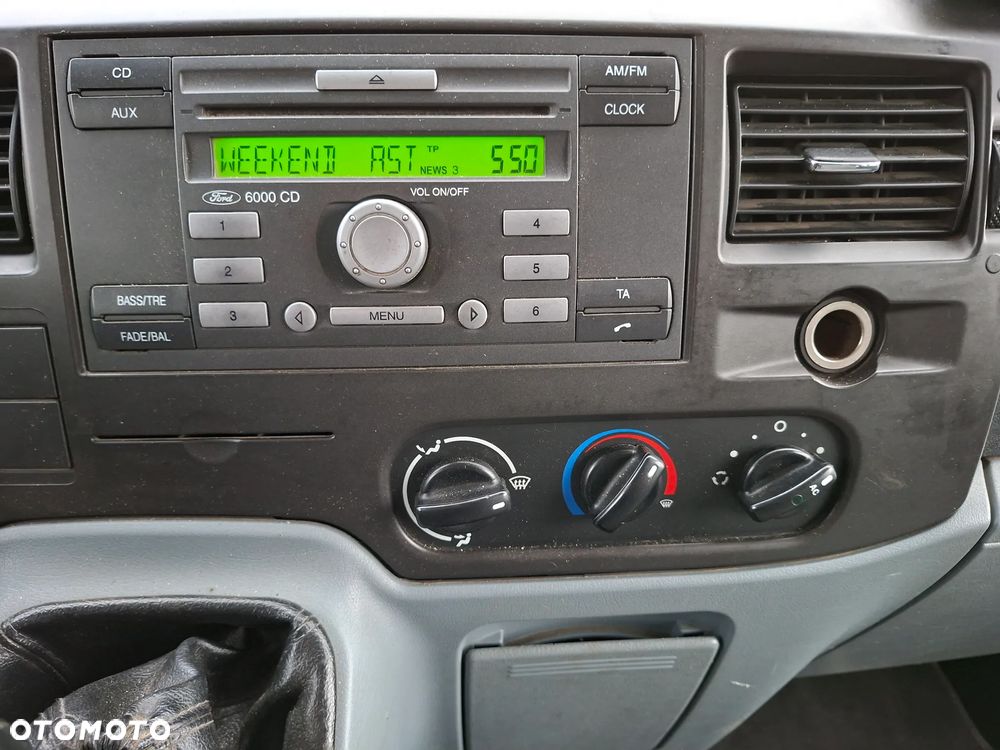 CD
AUX
AM/FM
CLOCK
WEEKEND AST TP NEWS 3 550
Ford 6000 CD
VOL ON/OFF
1
2
3
4
5
6
BASS/TRE
FADE/BAL
MENU
TA
AC
OTOMOTO